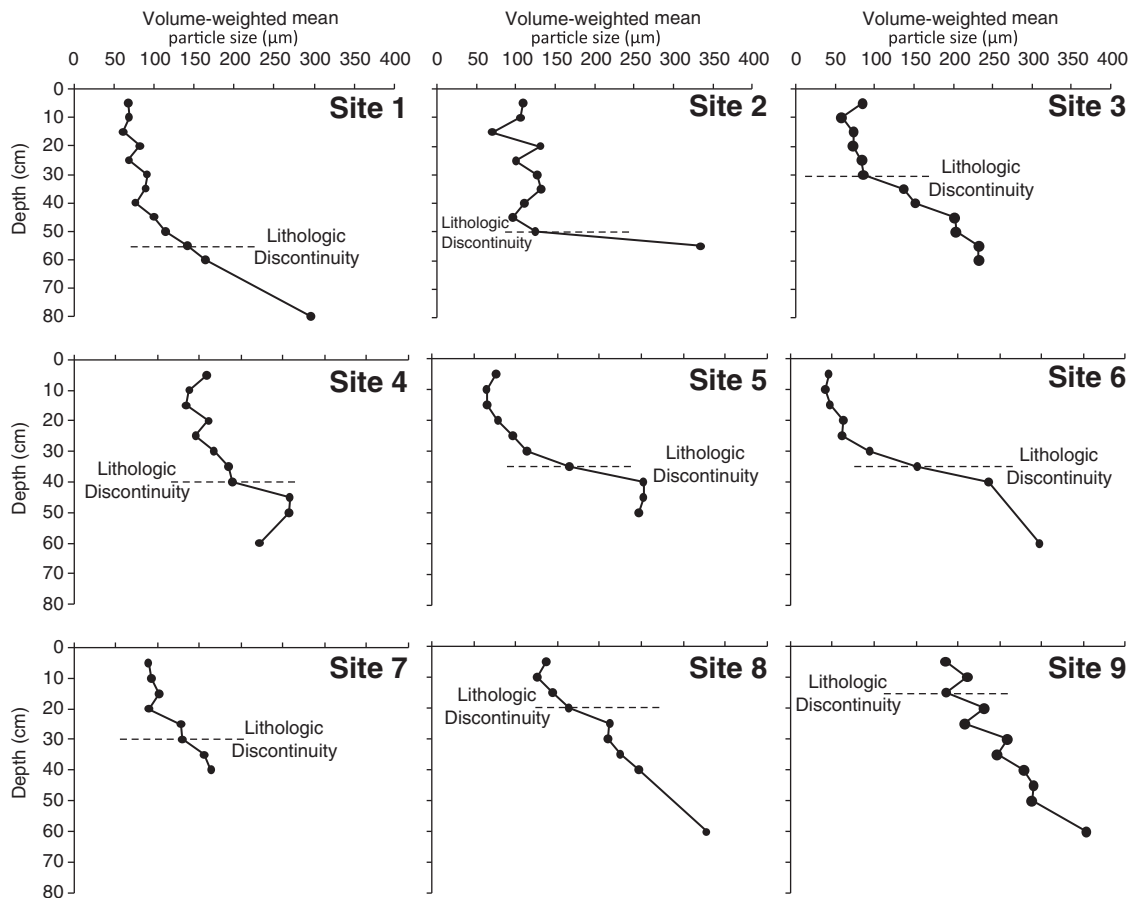 Volume-weighted mean
particle size (µm)
Volume-weighted mean
particle size (µm)
Volume-weighted mean
particle size (µm)
0 50 100 150 200 250 300 400
0 50 100 150 200 250 300 400
0 50 100 150 200 250 350 400
Depth (cm)
0
10
20
30
40
50
60
70
80
Site 1
Lithologic
Discontinuity
Site 2
Lithologic
Discontinuity
Site 3
Lithologic
Discontinuity
Depth (cm)
0
10
20
30
40
50
60
70
80
Site 4
Lithologic
Discontinuity
Site 5
Lithologic
Discontinuity
Site 6
Lithologic
Discontinuity
Depth (cm)
0
10
20
30
40
50
60
70
80
Site 7
Lithologic
Discontinuity
Site 8
Lithologic
Discontinuity
Site 9
Lithologic
Discontinuity